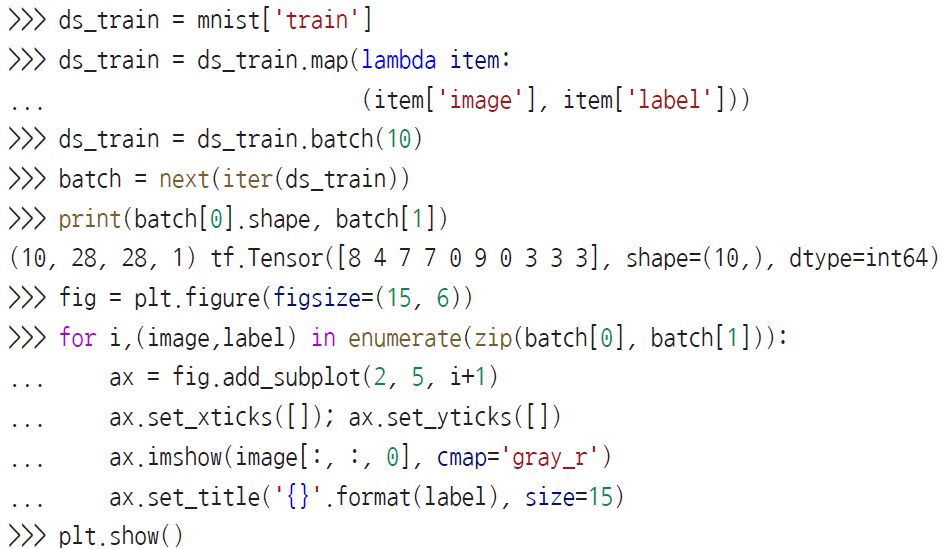 >>> ds_train = mnist['train']
>>> ds_train = ds_train.map(lambda item:
...                     (item['image'], item['label']))
>>> ds_train = ds_train.batch(10)
>>> batch = next(iter(ds_train))
>>> print(batch[0].shape, batch[1])
(10, 28, 28, 1) tf.Tensor([8 4 7 7 0 9 0 3 3 3], shape=(10,), dtype=int64)
>>> fig = plt.figure(figsize=(15, 6))
>>> for i,(image,label) in enumerate(zip(batch[0], batch[1])):
...     ax = fig.add_subplot(2, 5, i+1)
...     ax.set_xticks([]); ax.set_yticks([])
...     ax.imshow(image[:, :, 0], cmap='gray_r')
...     ax.set_title('{}'.format(label), size=15)
>>> plt.show()